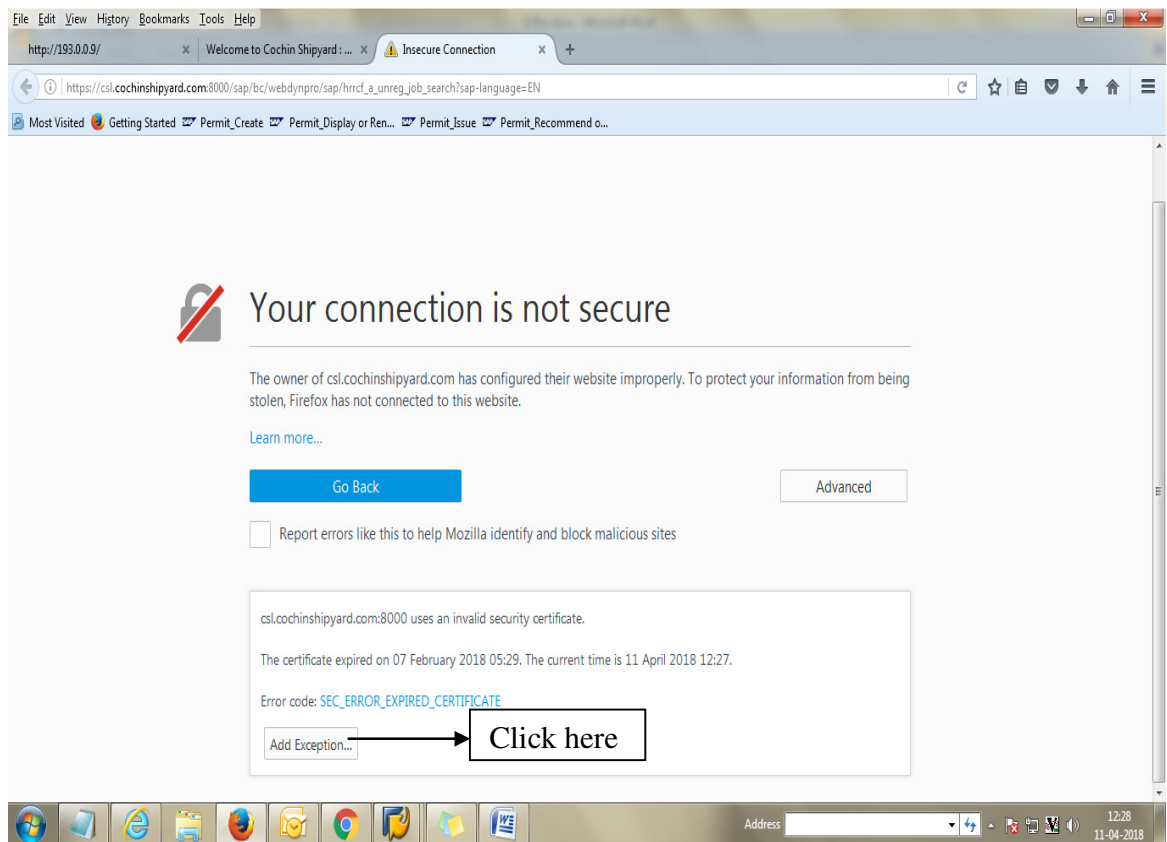 File Edit View History Bookmarks Tools Help
http://193.0.0.9/ Welcome to Cochin Shipyard : ... Insecure Connection
https://csl.cochinshipyard.com:8000/sap/bc/webdynpro/sap/hrrcf_a_unreg_job_search?sap-language=EN
Most Visited Getting Started Permit_Create Permit_Display or Ren... Permit_Issue Permit_Recommend o...
Your connection is not secure
The owner of csl.cochinshipyard.com has configured their website improperly. To protect your information from being
stolen, Firefox has not connected to this website.
Learn more...
Go Back Advanced
Report errors like this to help Mozilla identify and block malicious sites
csl.cochinshipyard.com:8000 uses an invalid security certificate.
The certificate expired on 07 February 2018 05:29. The current time is 11 April 2018 12:27.
Error code: SEC_ERROR_EXPIRED_CERTIFICATE
Add Exception... Click here
Address 12:28
11-04-2018